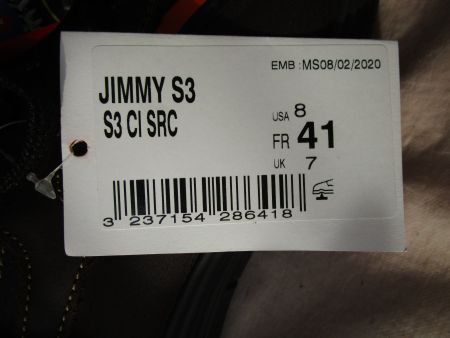 EMB :MS08/02/2020
JIMMY S3
S3 CI SRC
USA 8
FR 41
UK 7
3 237154 286418